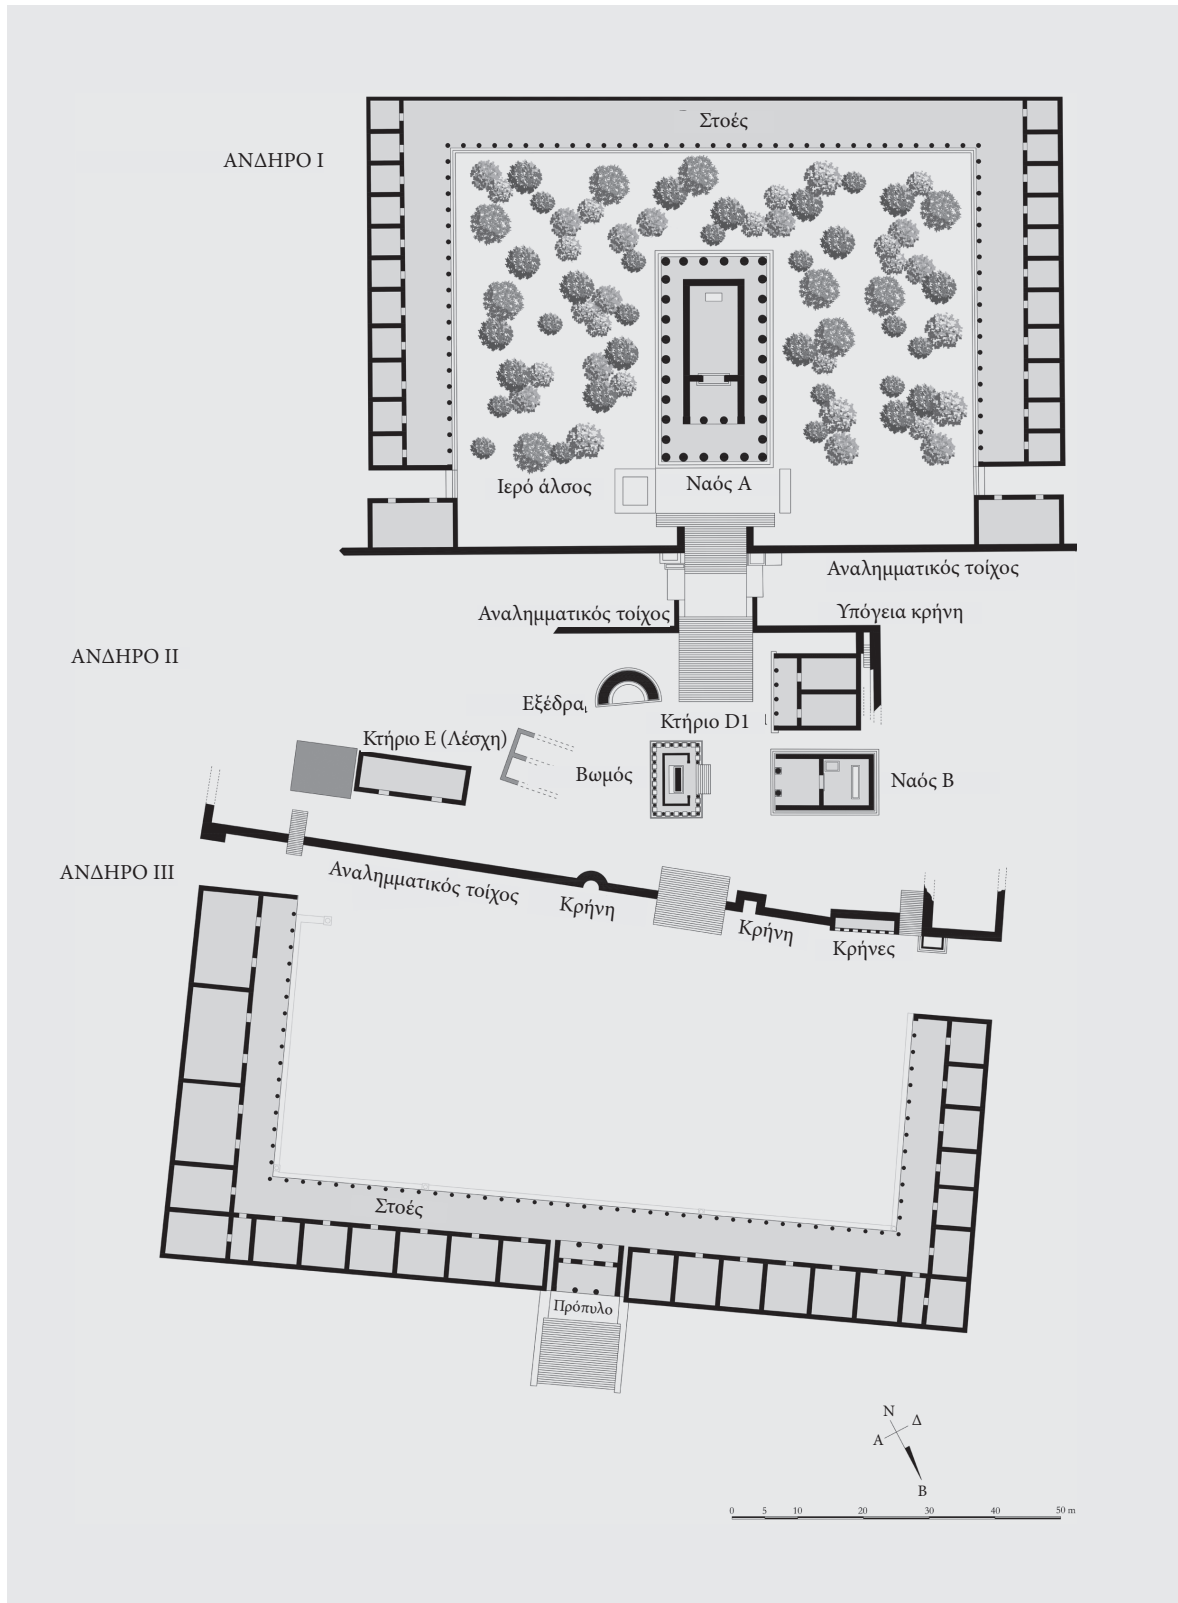 Στοές
ΑΝΔΗΡΟ Ι
Ιερό άλσος
Ναός Α
Αναλημματικός τοίχος
Αναλημματικός τοίχος
Υπόγεια κρήνη
ΑΝΔΗΡΟ ΙΙ
Εξέδρα
Κτήριο D1
Κτήριο Ε (Λέσχη)
Βωμός
Ναός Β
ΑΝΔΗΡΟ ΙΙΙ
Αναλημματικός τοίχος
Κρήνη
Κρήνη
Κρήνες
Στοές
Πρόπυλο
Ν
Δ
Α
Β
0 5 10 20 30 40 50 m